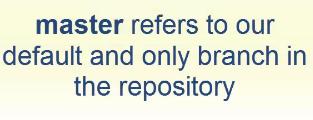 master refers to our
default and only branch in
the repository